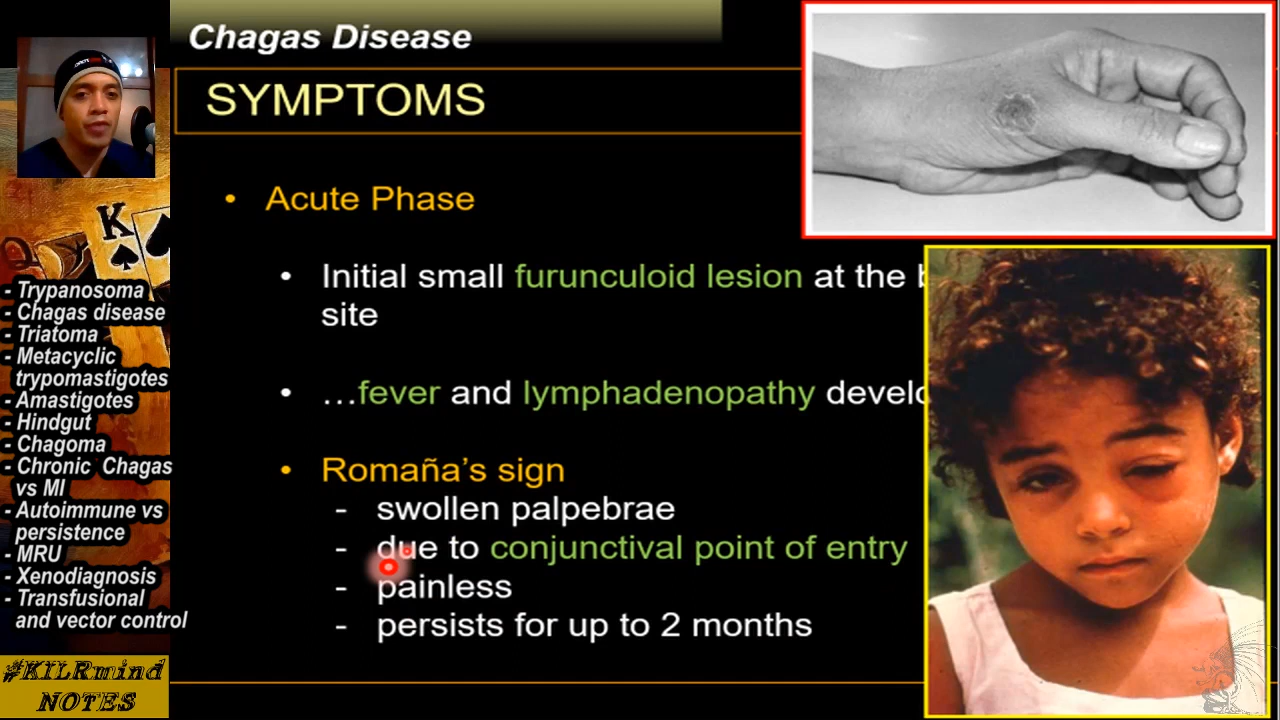 Chagas Disease
SYMPTOMS
• Acute Phase
• Initial small furunculoid lesion at the
site
• …fever and lymphadenopathy develo
• Romaña’s sign
- swollen palpebrae
- due to conjunctival point of entry
- painless
- persists for up to 2 months
K
- Trypanosoma
- Chagas disease
- Triatoma
- Metacyclic
trypomastigotes
- Amastigotes
- Hindgut
- Chagoma
- Chronic Chagas
vs MI
- Autoimmune vs
persistence
- MRU
- Xenodiagnosis
- Transfusional
and vector control
#KILRmind
NOTES